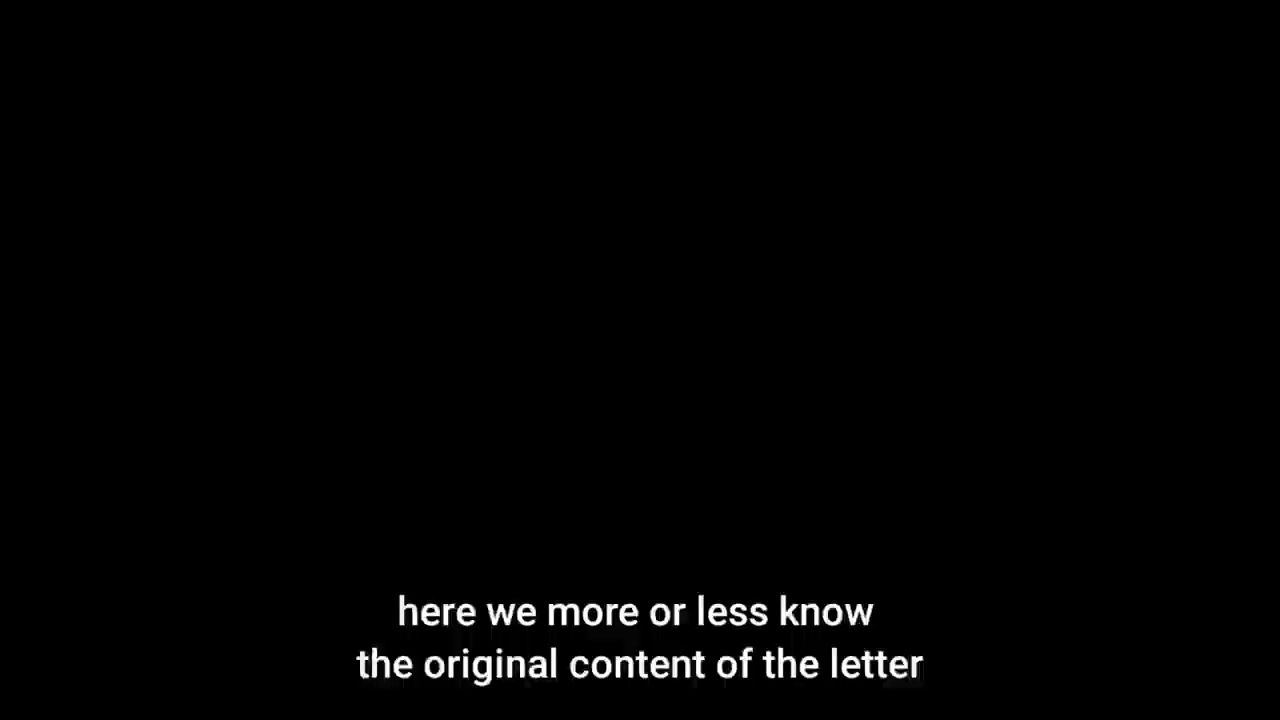 here we more or less know
the original content of the letter